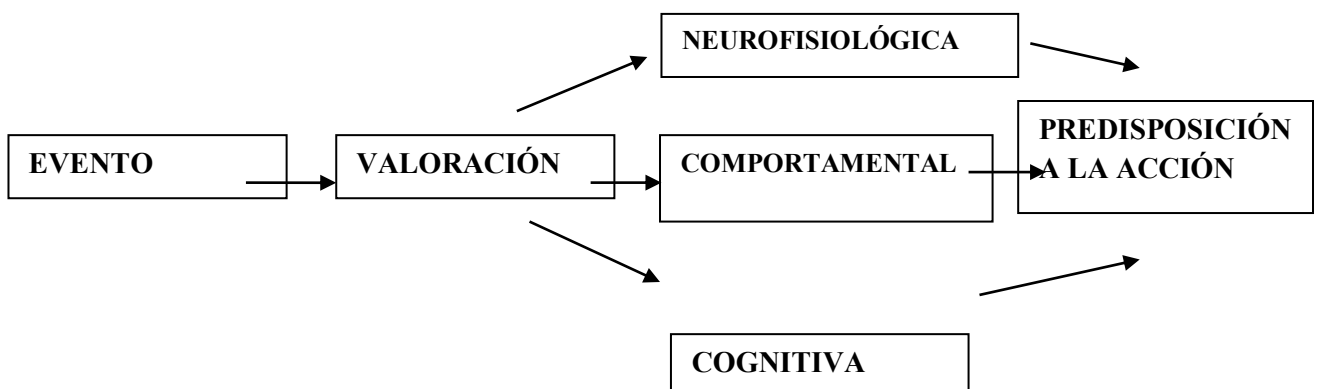 NEUROFISIOLÓGICA
EVENTO
VALORACIÓN
COMPORTAMENTAL
PREDISPOSICIÓN
A LA ACCIÓN
COGNITIVA